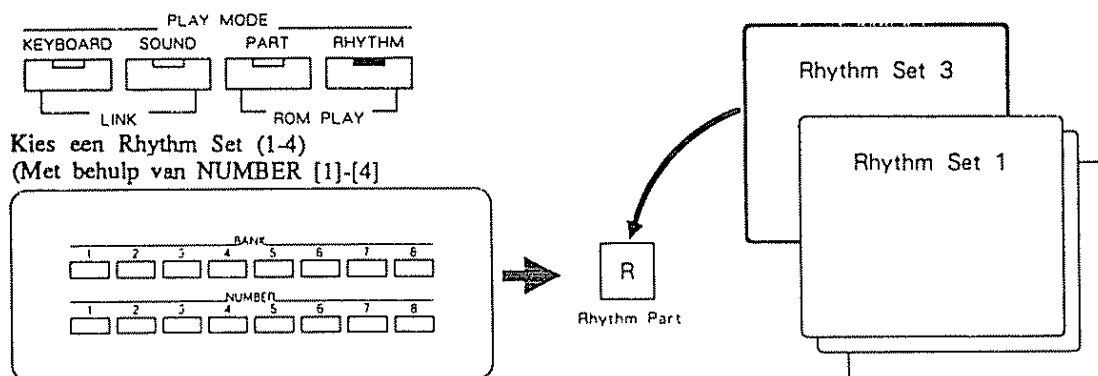 PLAY MODE
KEYBOARD SOUND PART RHYTHM
LINK ROM PLAY
Kies een Rhythm Set (1-4)
(Met behulp van NUMBER [1]-[4]
BANK
1 2 3 4 5 6 7 8
NUMBER
1 2 3 4 5 6 7 8
R
Rhythm Part
Rhythm Set 3
Rhythm Set 1